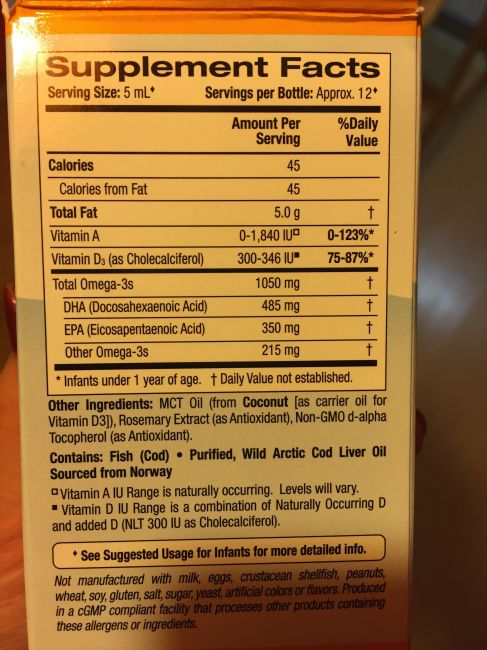 Supplement Facts
Serving Size: 5 mL♦ Servings per Bottle: Approx. 12♦
Amount Per Serving %Daily Value
Calories 45
Calories from Fat 45
Total Fat 5.0 g †
Vitamin A 0-1,840 IU◻ 0-123%*
Vitamin D3 (as Cholecalciferol) 300-346 IU■ 75-87%*
Total Omega-3s 1050 mg †
DHA (Docosahexaenoic Acid) 485 mg †
EPA (Eicosapentaenoic Acid) 350 mg †
Other Omega-3s 215 mg †
* Infants under 1 year of age. † Daily Value not established.
Other Ingredients: MCT Oil (from Coconut [as carrier oil for
Vitamin D3]), Rosemary Extract (as Antioxidant), Non-GMO d-alpha
Tocopherol (as Antioxidant).
Contains: Fish (Cod) • Purified, Wild Arctic Cod Liver Oil
Sourced from Norway
◻ Vitamin A IU Range is naturally occurring. Levels will vary.
■ Vitamin D IU Range is a combination of Naturally Occurring D
and added D (NLT 300 IU as Cholecalciferol).
♦ See Suggested Usage for Infants for more detailed info.
Not manufactured with milk, eggs, crustacean shellfish, peanuts,
wheat, soy, gluten, salt, sugar, yeast, artificial colors or flavors. Produced
in a cGMP compliant facility that processes other products containing
these allergens or ingredients.